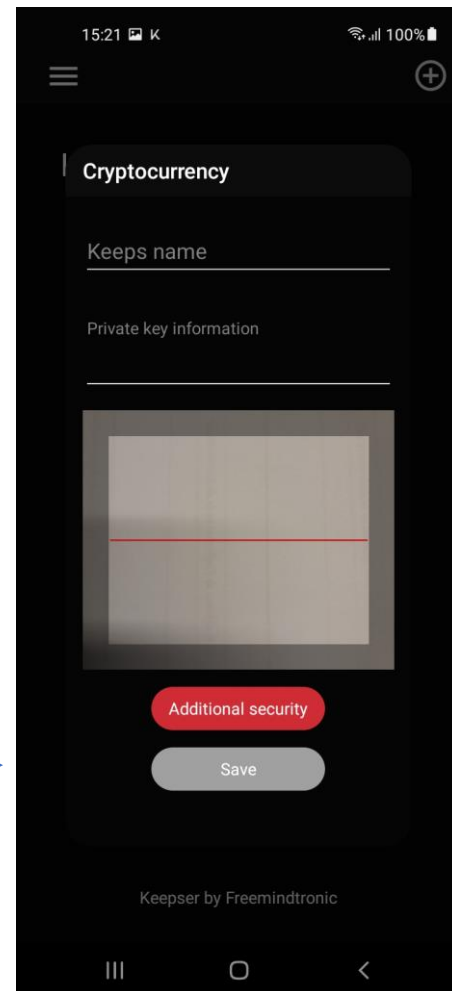 15:21 K 100%
Cryptocurrency
Keeps name
Private key information
Additional security
Save
Keepser by Freemindtronic